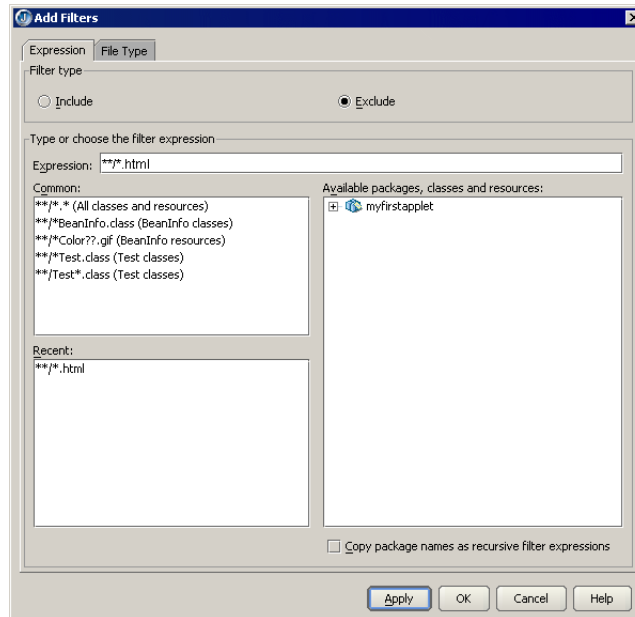 Add Filters
Expression File Type
Filter type
Include Exclude
Type or choose the filter expression
Expression: **/*.html
Common: Available packages, classes and resources:
**/*.* (All classes and resources) myfirstapplet
**/*BeanInfo.class (BeanInfo classes)
**/*Color??.gif (BeanInfo resources)
**/*Test.class (Test classes)
**/Test*.class (Test classes)
Recent:
**/*.html
Copy package names as recursive filter expressions
Apply OK Cancel Help